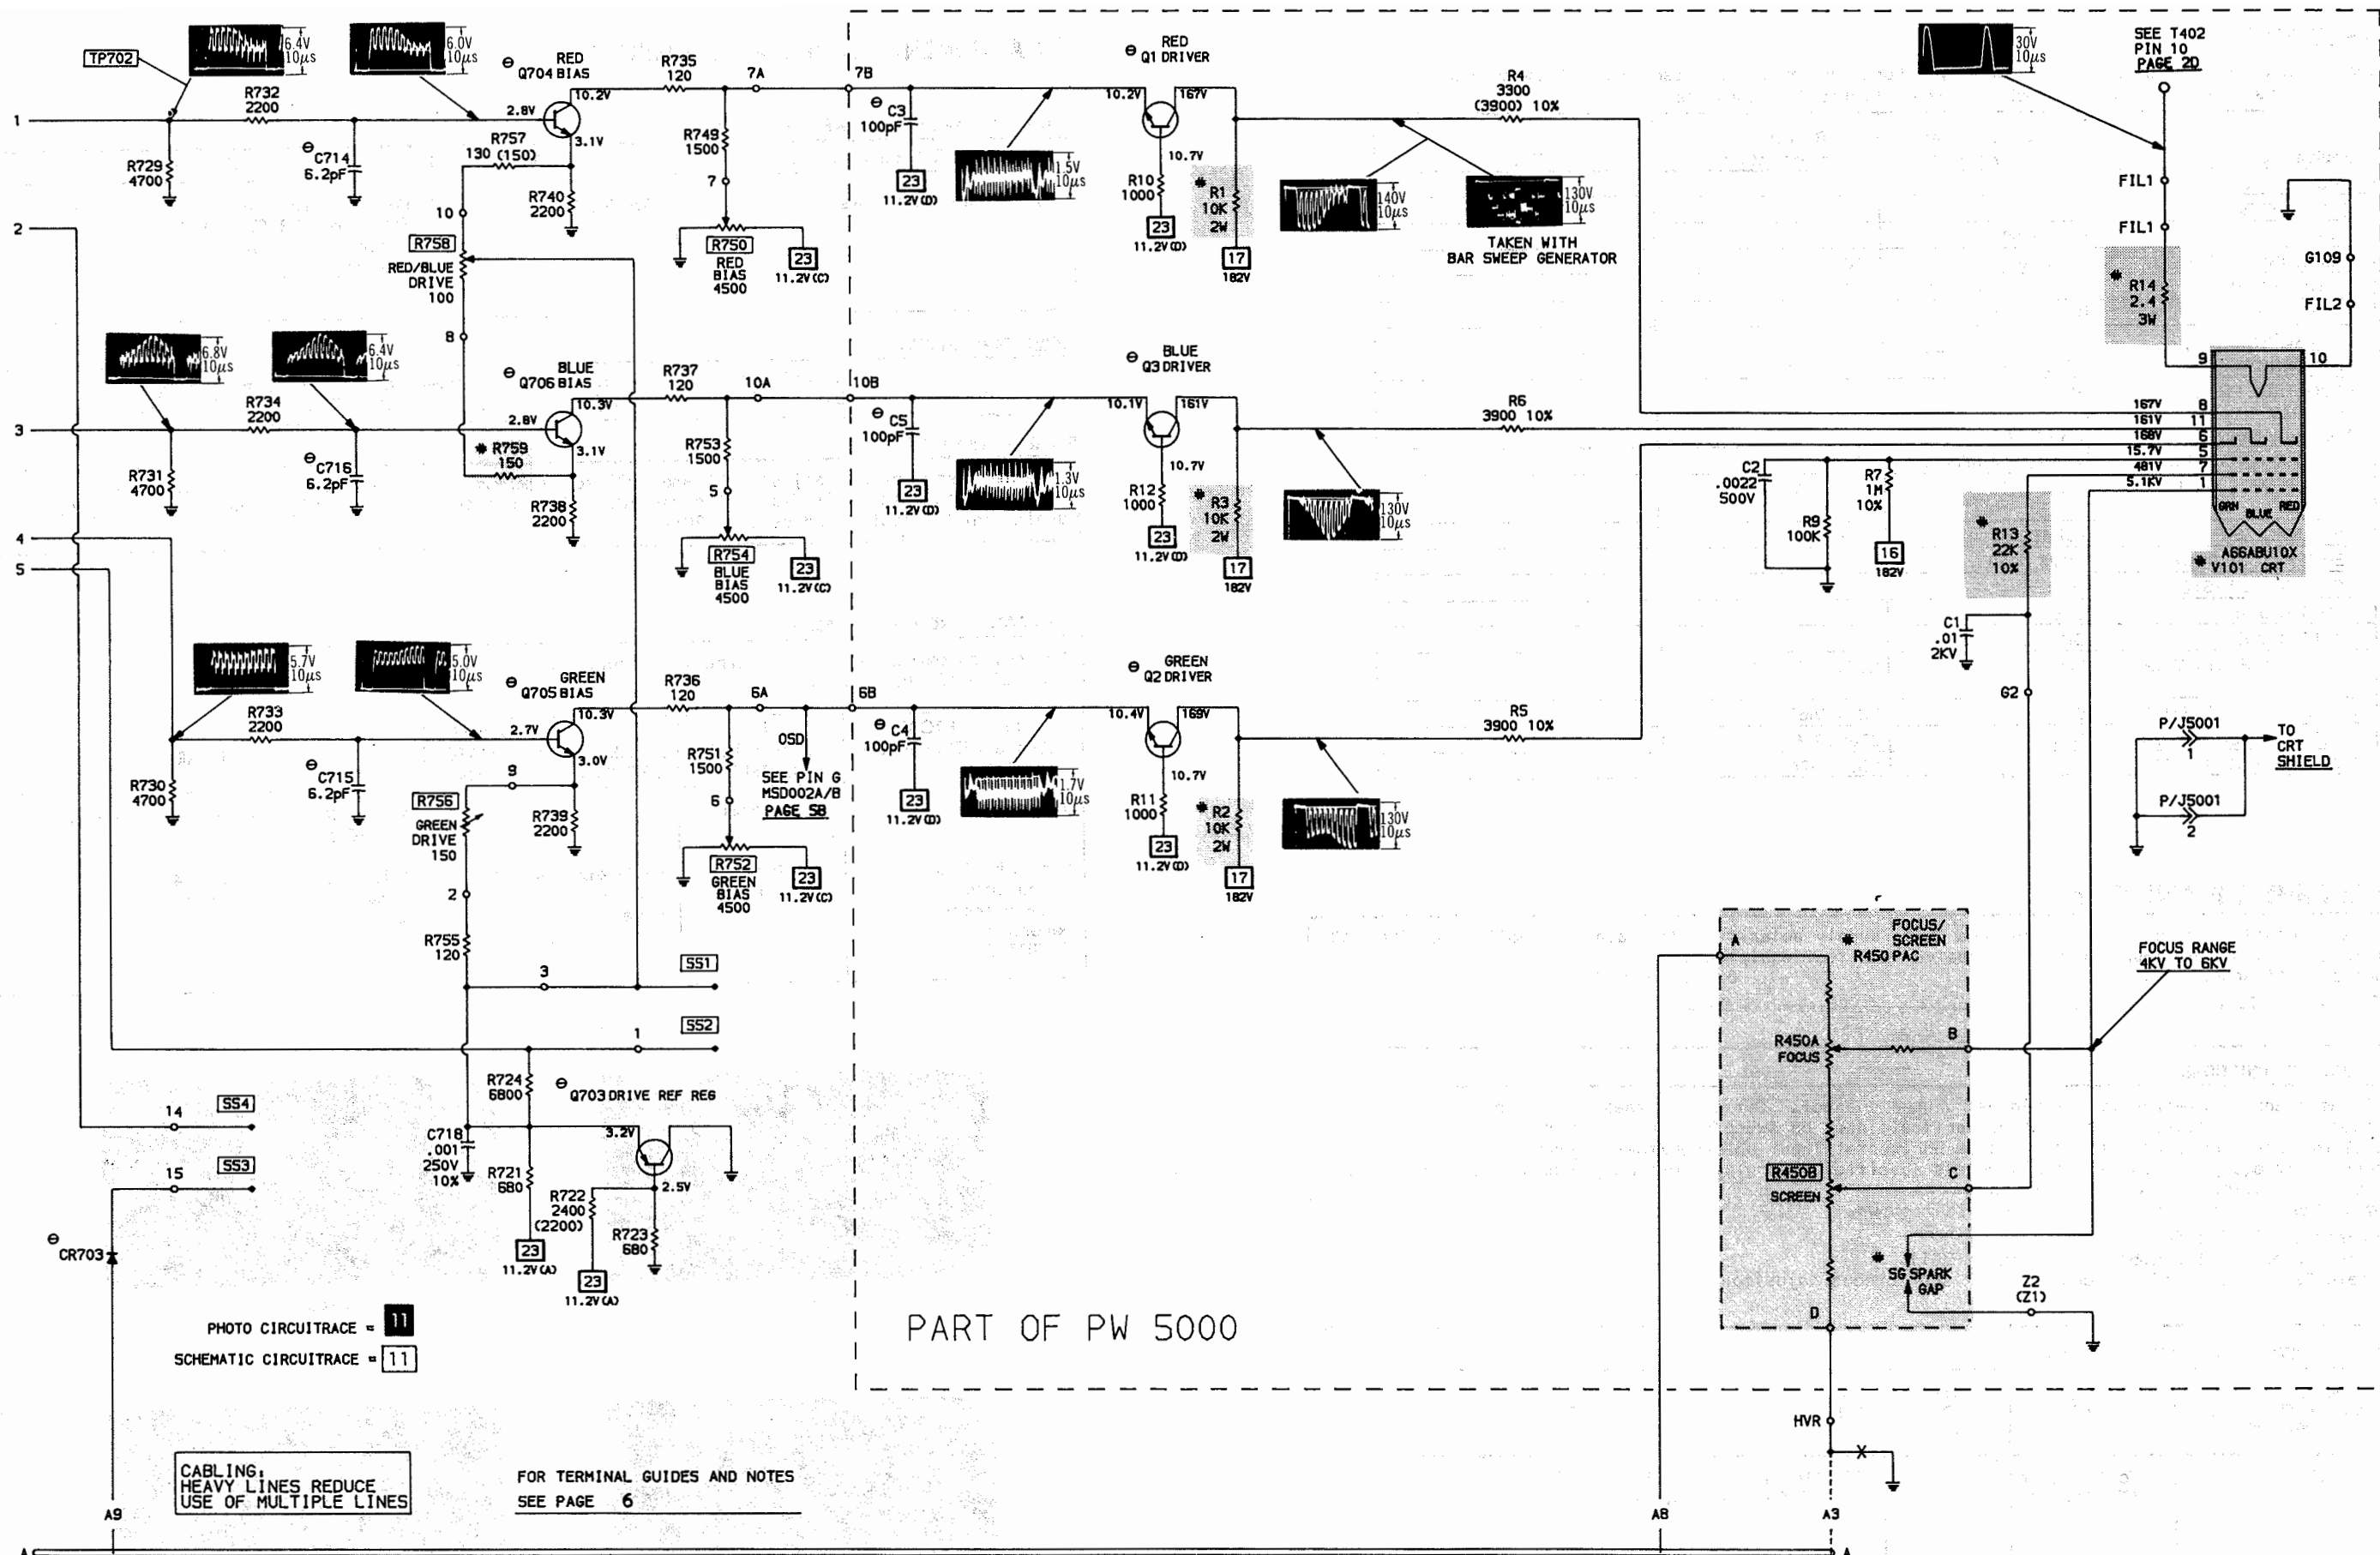 TP702
6.4V
10µs
6.0V
10µs
RED
Q704 BIAS
R735
120
7A
7B
RED
Q1 DRIVER
R4
3300
(3900) 10%
30V
10µs
SEE T402
PIN 10
PAGE 2D
1
R732
2200
2.8V
10.2V
3.1V
R757
130 (150)
C714
6.2pF
R729
4700
R740
2200
R749
1500
7
C3
100pF
23
11.2V(D)
1.5V
10µs
10.2V
167V
10.7V
R10
1000
23
11.2V(D)
R1
10K
2W
17
182V
140V
10µs
130V
10µs
TAKEN WITH
BAR SWEEP GENERATOR
FIL1
FIL1
G109
FIL2
R14
2.4
3W
2
10
R758
RED/BLUE
DRIVE
100
8
R750
RED
BIAS
4500
23
11.2V(C)
6.8V
10µs
6.4V
10µs
BLUE
Q706 BIAS
R737
120
10A
10B
BLUE
Q3 DRIVER
R6
3900 10%
3
R734
2200
2.8V
10.3V
3.1V
R759
150
R731
4700
C716
6.2pF
R738
2200
R753
1500
5
R754
BLUE
BIAS
4500
23
11.2V(C)
C5
100pF
23
11.2V(D)
1.3V
10µs
10.1V
161V
10.7V
R12
1000
23
11.2V(D)
R3
10K
2W
17
182V
130V
10µs
9
10
167V
8
161V
11
168V
6
15.7V
5
481V
7
5.1KV
1
GRN
BLUE
RED
A66ABU10X
V101 CRT
C2
.0022
500V
R9
100K
R7
1M
10%
16
182V
R13
22K
10%
C1
.01
2KV
G2
4
5
5.7V
10µs
5.0V
10µs
GREEN
Q705 BIAS
R736
120
6A
6B
GREEN
Q2 DRIVER
R5
3900 10%
R733
2200
2.7V
10.3V
3.0V
R730
4700
C715
6.2pF
9
R756
GREEN
DRIVE
150
2
R739
2200
R751
1500
6
OSD
SEE PIN G
MSD002A/B
PAGE 5B
R752
GREEN
BIAS
4500
23
11.2V(C)
C4
100pF
23
11.2V(D)
1.7V
10µs
10.4V
169V
10.7V
R11
1000
23
11.2V(D)
R2
10K
2W
17
182V
130V
10µs
P/J5001
1
P/J5001
2
TO
CRT
SHIELD
R755
120
3
SS1
1
SS2
R724
6800
Q703 DRIVE REF REG
14
SS4
15
SS3
C718
.001
250V
10%
R721
680
3.2V
2.5V
R722
2400
(2200)
R723
680
23
11.2V(A)
23
11.2V(A)
CR703
A
FOCUS/
SCREEN
R450 PAC
R450A
FOCUS
B
R450B
SCREEN
C
SG SPARK
GAP
D
FOCUS RANGE
4KV TO 6KV
Z2
(Z1)
PHOTO CIRCUITRACE = 11
SCHEMATIC CIRCUITRACE = 11
PART OF PW 5000
HVR
X
CABLING,
HEAVY LINES REDUCE
USE OF MULTIPLE LINES
FOR TERMINAL GUIDES AND NOTES
SEE PAGE 6
A9
A8
A3
A
A